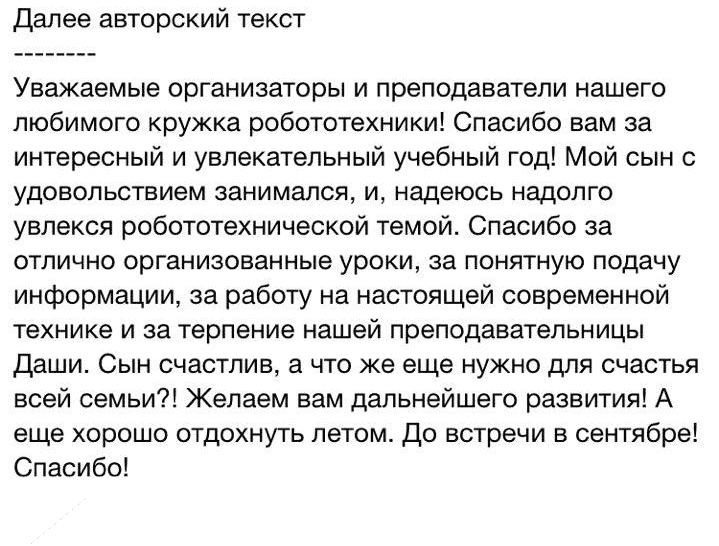 Далее авторский текст
--------
Уважаемые организаторы и преподаватели нашего
любимого кружка робототехники! Спасибо вам за
интересный и увлекательный учебный год! Мой сын с
удовольствием занимался, и, надеюсь надолго
увлекся робототехнической темой. Спасибо за
отлично организованные уроки, за понятную подачу
информации, за работу на настоящей современной
технике и за терпение нашей преподавательницы
Даши. Сын счастлив, а что же еще нужно для счастья
всей семьи?! Желаем вам дальнейшего развития! А
еще хорошо отдохнуть летом. До встречи в сентябре!
Спасибо!